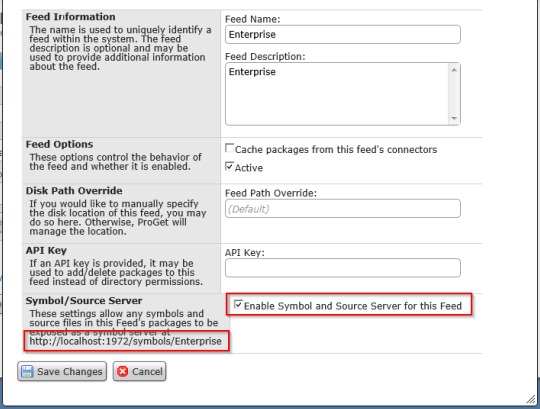 Feed Information
The name is used to uniquely identify a
feed within the system. The feed
description is optional and may be
used to provide additional information
about the feed.
Feed Name:
Enterprise
Feed Description:
Enterprise
Feed Options
These options control the behavior of
the feed and whether it is enabled.
Cache packages from this feed's connectors
Active
Disk Path Override
If you would like to manually specify
the disk location of this feed, you may
do so here. Otherwise, ProGet will
manage the location.
Feed Path Override:
(Default)
API Key
If an API key is provided, it may be
used to add/delete packages to this
feed instead of directory permissions.
API Key:
Symbol/Source Server
These settings allow any symbols and
source files in this Feed's packages to be
exposed as a symbol server at
http://localhost:1972/symbols/Enterprise
Enable Symbol and Source Server for this Feed
Save Changes
Cancel